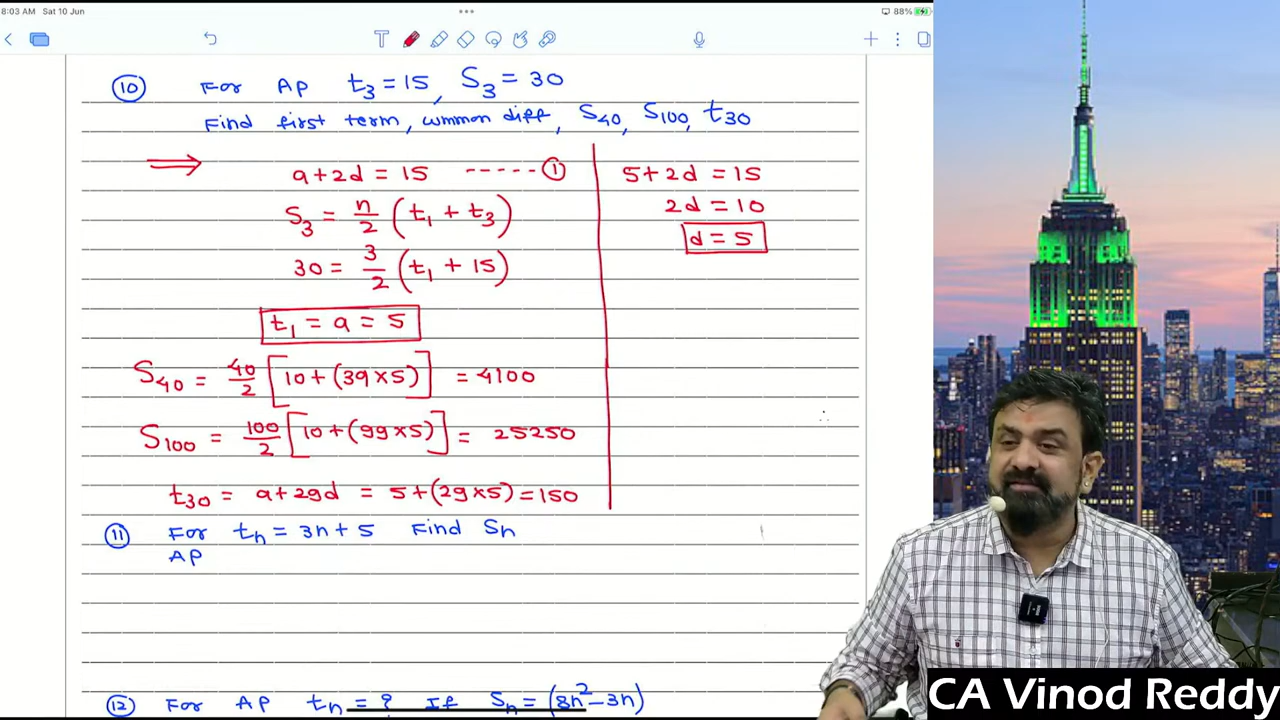 8:03 AM Sat 10 Jun
88%
T
10 For AP t₃ = 15, S₃ = 30
Find first term, common diff, S₄₀, S₁₀₀, t₃₀
⟹ a + 2d = 15 ----- ①
S₃ = n/2 (t₁ + t₃)
30 = 3/2 (t₁ + 15)
t₁ = a = 5
5 + 2d = 15
2d = 10
d = 5
S₄₀ = 40/2 [10 + (39×5)] = 4100
S₁₀₀ = 100/2 [10 + (99×5)] = 25250
t₃₀ = a + 29d = 5 + (29×5) = 150
11 For tₙ = 3n + 5 Find Sₙ
AP
12 For AP tₙ = ? If Sₙ = (8n² − 3n)
CA Vinod Reddy